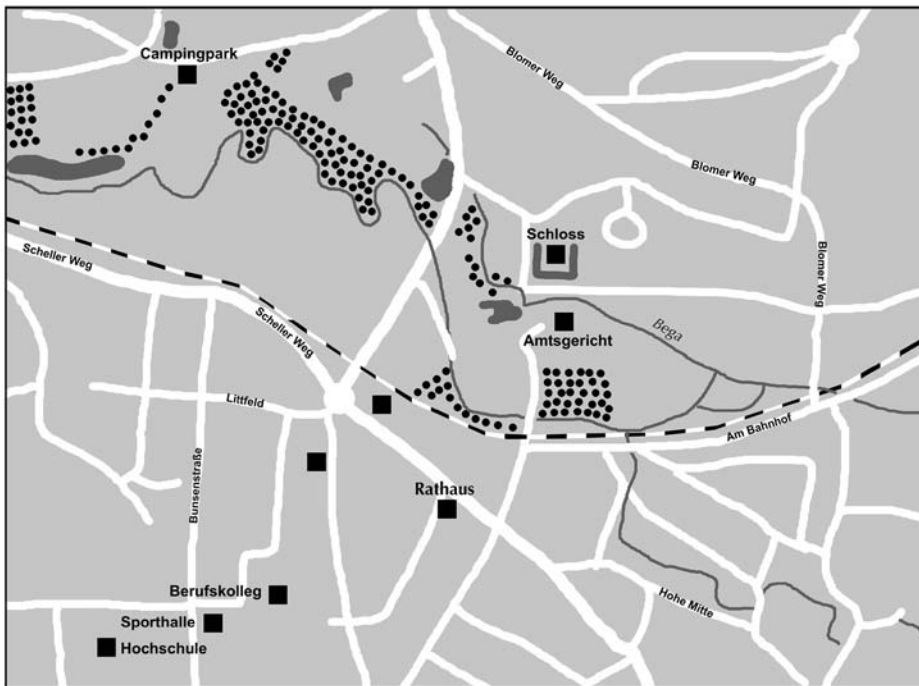 Campingpark
Blomer Weg
Blomer Weg
Schloss
Scheller Weg
Blomer Weg
Scheller Weg
Bega
Amtsgericht
Littfeld
Am Bahnhof
Bunsenstraße
Rathaus
Berufskolleg
Hohe Mitte
Sporthalle
Hochschule